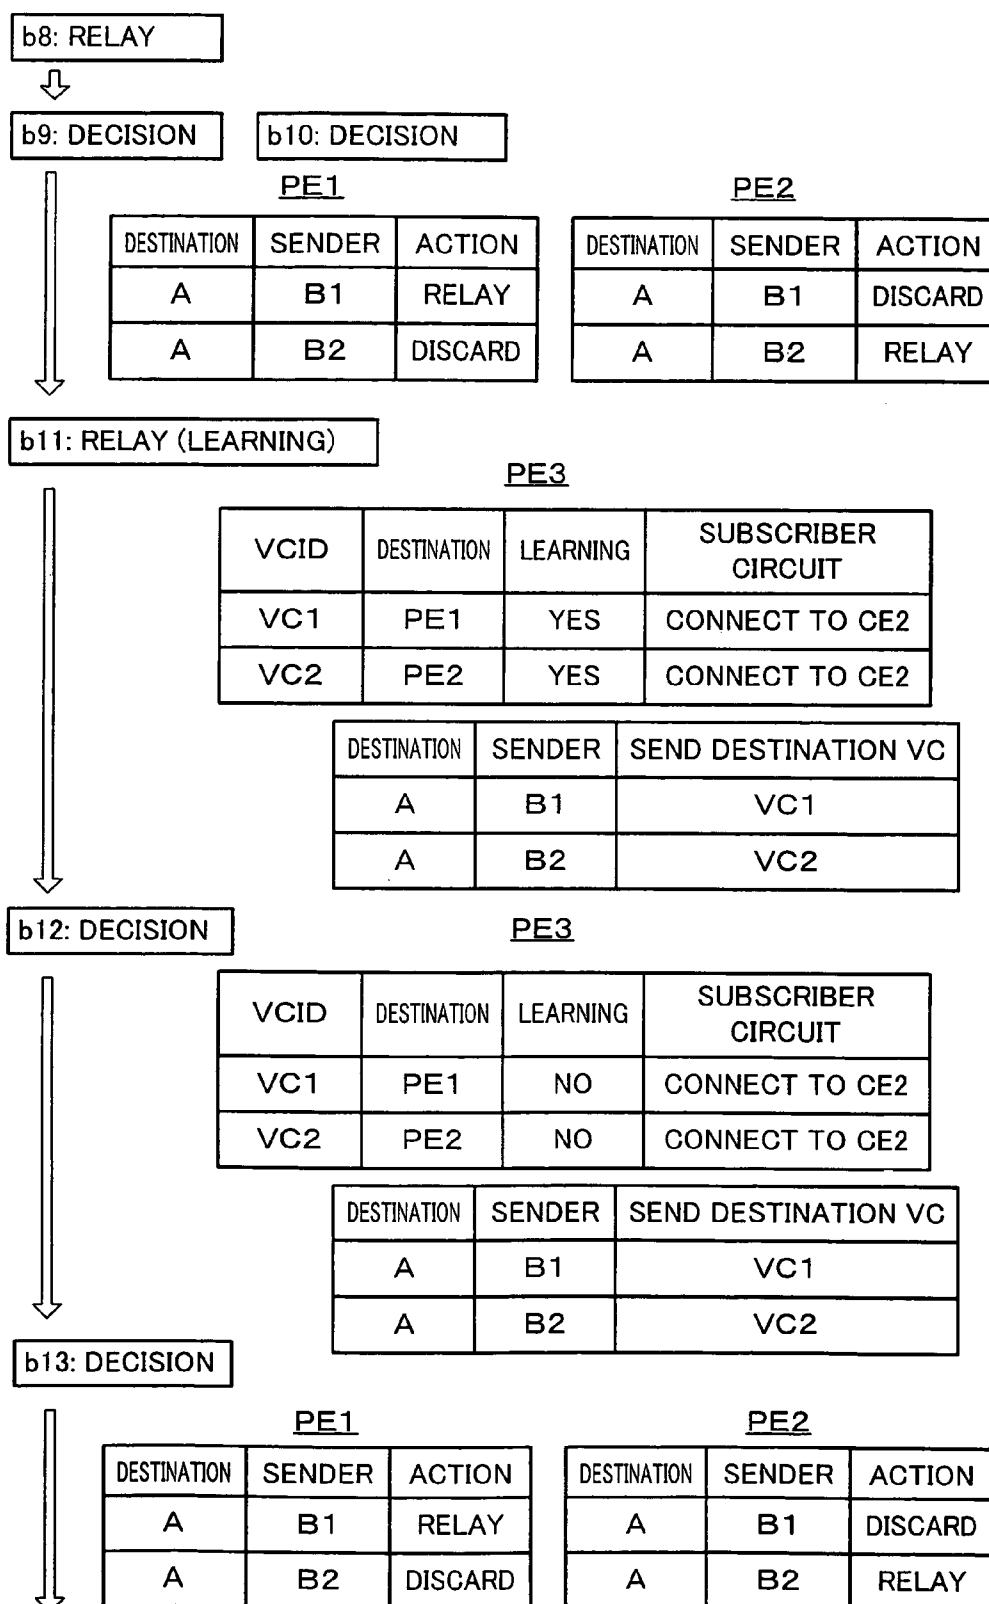 b8: RELAY
b9: DECISION
b10: DECISION
PE1
DESTINATION SENDER ACTION
A B1 RELAY
A B2 DISCARD
PE2
DESTINATION SENDER ACTION
A B1 DISCARD
A B2 RELAY
b11: RELAY (LEARNING)
PE3
VCID DESTINATION LEARNING SUBSCRIBER CIRCUIT
VC1 PE1 YES CONNECT TO CE2
VC2 PE2 YES CONNECT TO CE2
DESTINATION SENDER SEND DESTINATION VC
A B1 VC1
A B2 VC2
b12: DECISION
PE3
VCID DESTINATION LEARNING SUBSCRIBER CIRCUIT
VC1 PE1 NO CONNECT TO CE2
VC2 PE2 NO CONNECT TO CE2
DESTINATION SENDER SEND DESTINATION VC
A B1 VC1
A B2 VC2
b13: DECISION
PE1
DESTINATION SENDER ACTION
A B1 RELAY
A B2 DISCARD
PE2
DESTINATION SENDER ACTION
A B1 DISCARD
A B2 RELAY